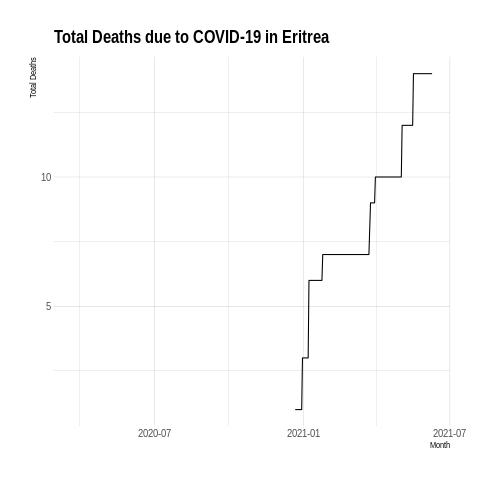 Total Deaths due to COVID-19 in Eritrea
Total Deaths
10
5
2020-07
2021-01
2021-07
Month